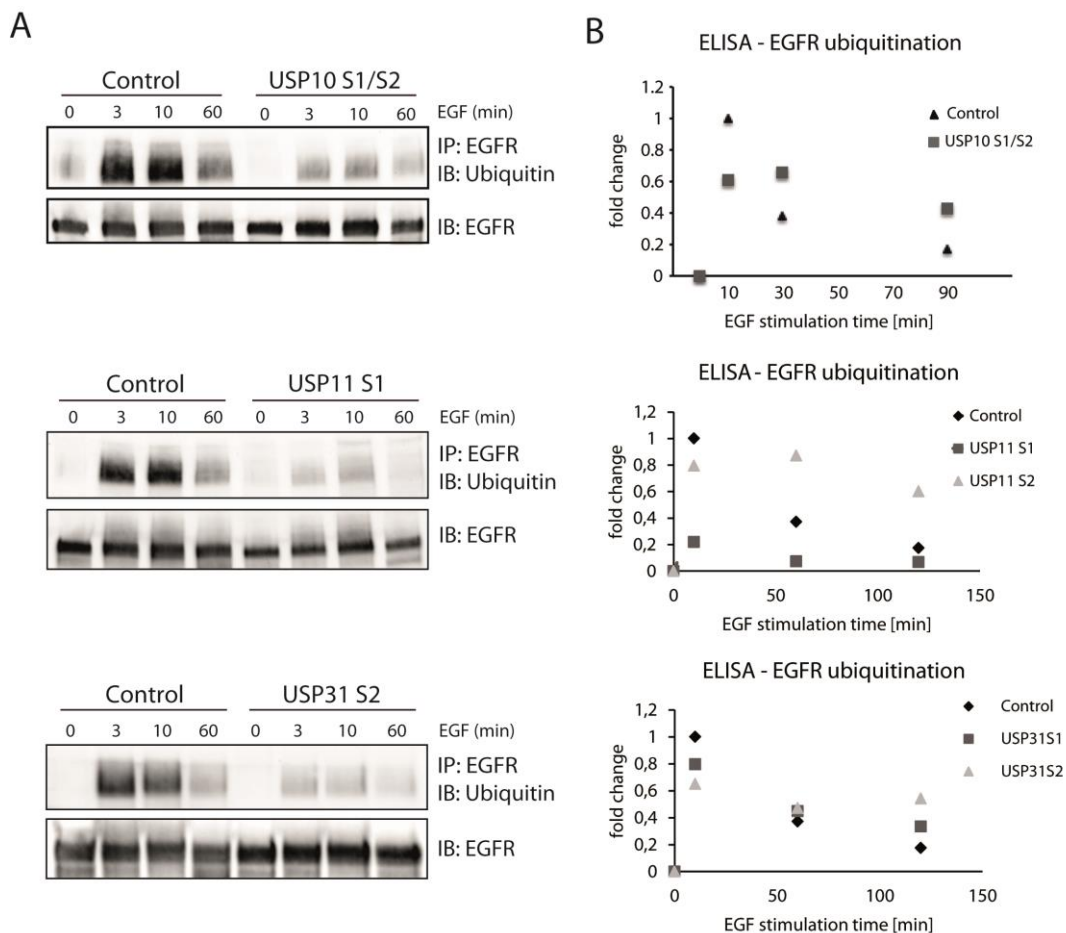 A
Control USP10 S1/S2
0 3 10 60 0 3 10 60 EGF (min)
IP: EGFR
IB: Ubiquitin
IB: EGFR
Control USP11 S1
0 3 10 60 0 3 10 60 EGF (min)
IP: EGFR
IB: Ubiquitin
IB: EGFR
Control USP31 S2
0 3 10 60 0 3 10 60 EGF (min)
IP: EGFR
IB: Ubiquitin
IB: EGFR
B
ELISA - EGFR ubiquitination
1.2
1
0.8
0.6
0.4
0.2
0
fold change
Control
USP10 S1/S2
10 30 50 70 90
EGF stimulation time [min]
ELISA - EGFR ubiquitination
1,2
1
0,8
0,6
0,4
0,2
0
fold change
Control
USP11 S1
USP11 S2
0 50 100 150
EGF stimulation time [min]
ELISA - EGFR ubiquitination
1,2
1
0,8
0,6
0,4
0,2
0
fold change
Control
USP31S1
USP31S2
0 50 100 150
EGF stimulation time [min]